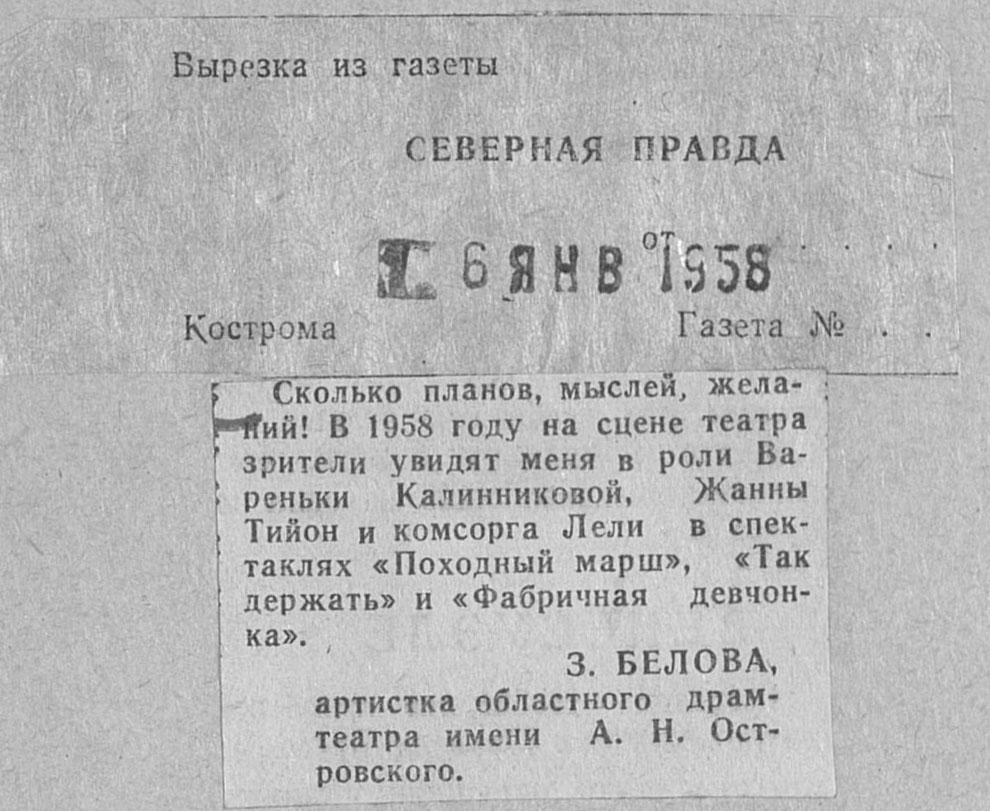 Вырезка из газеты
СЕВЕРНАЯ ПРАВДА
6 ЯНВ 1958
от . . . .
Кострома Газета № . .
Сколько планов, мыслей, жела-
ний! В 1958 году на сцене театра
зрители увидят меня в роли Ва-
реньки Калинниковой, Жанны
Тийон и комсорга Лели в спек-
таклях «Походный марш», «Так
держать» и «Фабричная девчон-
ка».
З. БЕЛОВА,
артистка областного драм-
театра имени А. Н. Ост-
ровского.